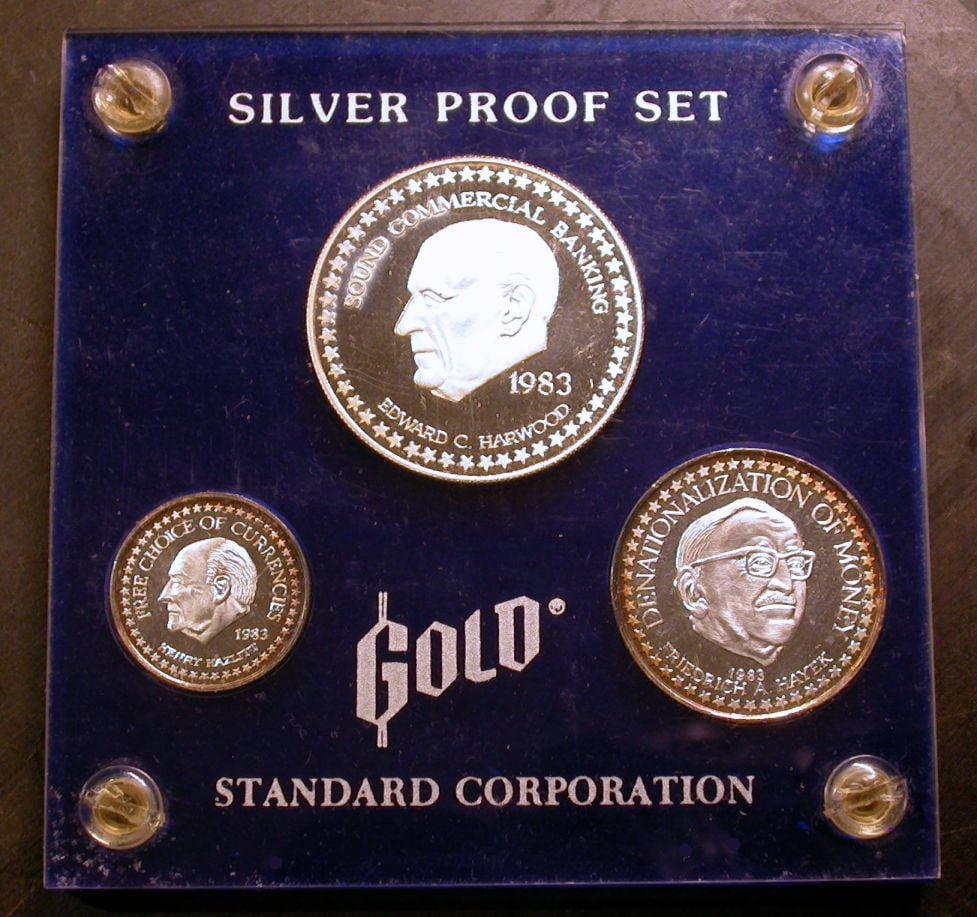 SILVER PROOF SET
SOUND COMMERCIAL BANKING
1983
EDWARD C. HARWOOD
FREE CHOICE OF CURRENCIES
1983
HENRY HAZLITT
DENATIONALIZATION OF MONEY
1983
FRIEDRICH A. HAYEK
GOLD
STANDARD CORPORATION